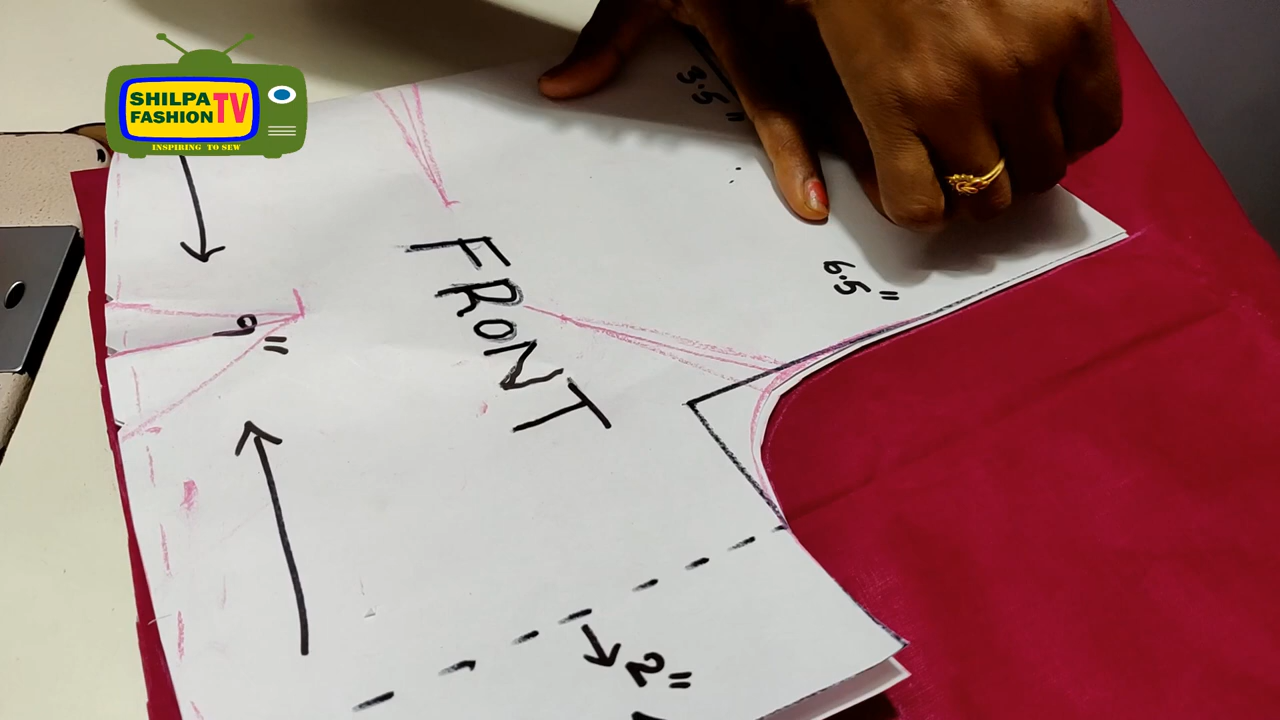 SHILPA
FASHION TV
INSPIRING TO SEW
3.5"
6.5"
FRONT
9"
2"